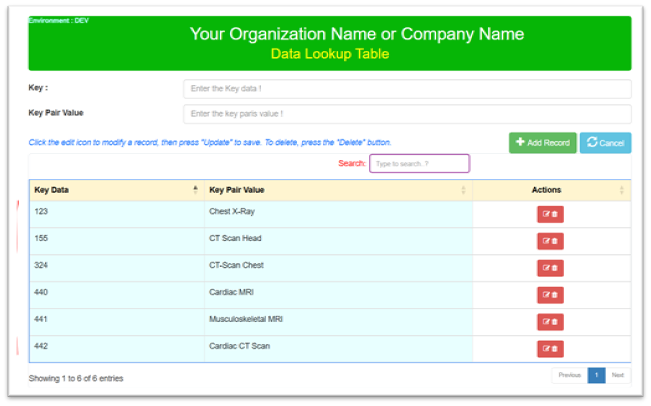 Environment : DEV
Your Organization Name or Company Name
Data Lookup Table
Key :
Enter the Key data !
Key Pair Value
Enter the key paris value !
Click the edit icon to modify a record, then press "Update" to save. To delete, press the "Delete" button.
Add Record
Cancel
Search:
Type to search..?
Key Data
Key Pair Value
Actions
123
Chest X-Ray
155
CT Scan Head
324
CT-Scan Chest
440
Cardiac MRI
441
Musculoskeletal MRI
442
Cardiac CT Scan
Showing 1 to 6 of 6 entries
Previous
1
Next